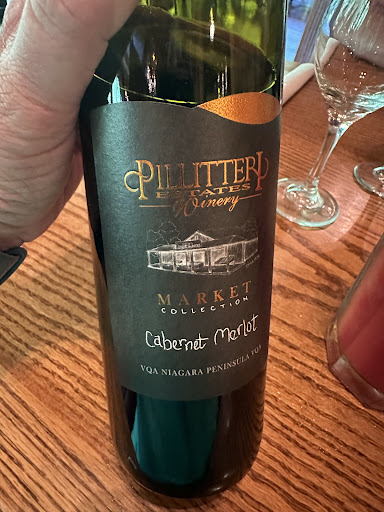 PILLITTERI
ESTATES
Winery
MARKET
COLLECTION
Cabernet Merlot
VQA NIAGARA PENINSULA VQA